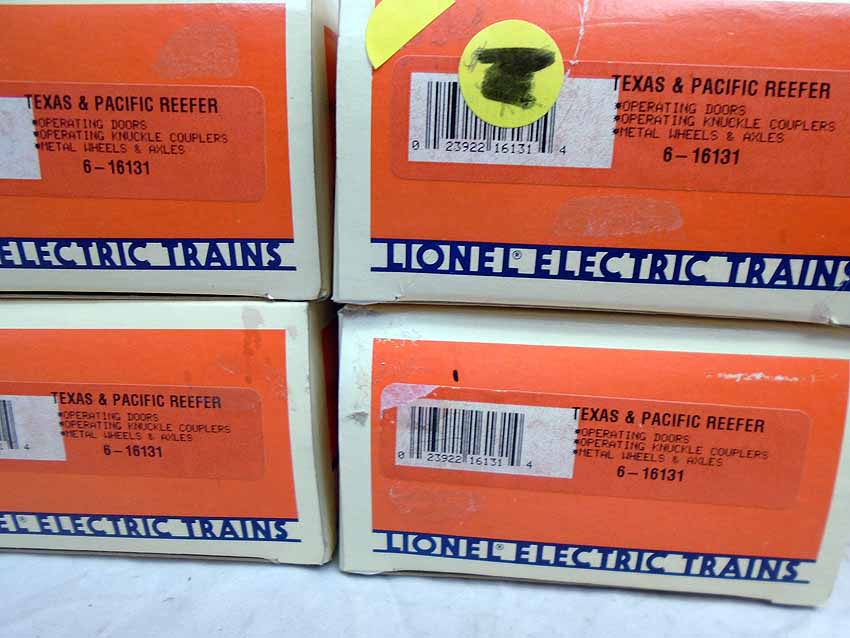 TEXAS & PACIFIC REEFER
*OPERATING DOORS
*OPERATING KNUCKLE COUPLERS
*METAL WHEELS & AXLES
6-16131
ELECTRIC TRAINS
TEXAS & PACIFIC REEFER
*OPERATING DOORS
*OPERATING KNUCKLE COUPLERS
*METAL WHEELS & AXLES
6-16131
0 23922 16131 4
LIONEL® ELECTRIC TRAINS
TEXAS & PACIFIC REEFER
*OPERATING DOORS
*OPERATING KNUCKLE COUPLERS
*METAL WHEELS & AXLES
6-16131
4
EL® ELECTRIC TRAINS
TEXAS & PACIFIC REEFER
*OPERATING DOORS
*OPERATING KNUCKLE COUPLERS
*METAL WHEELS & AXLES
6-16131
0 23922 16131 4
LIONEL® ELECTRIC TRAINS